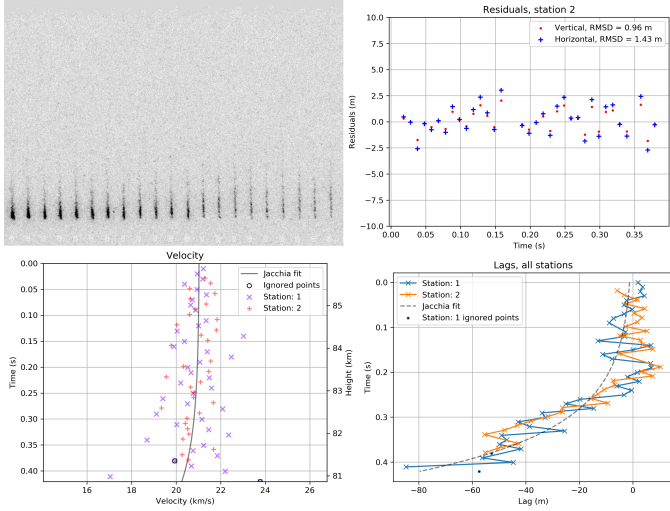 Residuals, station 2
10.0
7.5
5.0
2.5
0.0
−2.5
−5.0
−7.5
−10.0
Residuals (m)
Vertical, RMSD = 0.96 m
Horizontal, RMSD = 1.43 m
0.00 0.05 0.10 0.15 0.20 0.25 0.30 0.35
Time (s)
Velocity
0.00
0.05
0.10
0.15
0.20
0.25
0.30
0.35
0.40
Time (s)
Jacchia fit
Ignored points
Station: 1
Station: 2
85
84
83
82
81
Height (km)
18 20 22 24 26
Velocity (km/s)
Lags, all stations
0.0
0.1
0.2
0.3
0.4
Time (s)
Station: 1
Station: 2
Jacchia fit
Station: 1 ignored points
−80 −60 −40 −20 0
Lag (m)